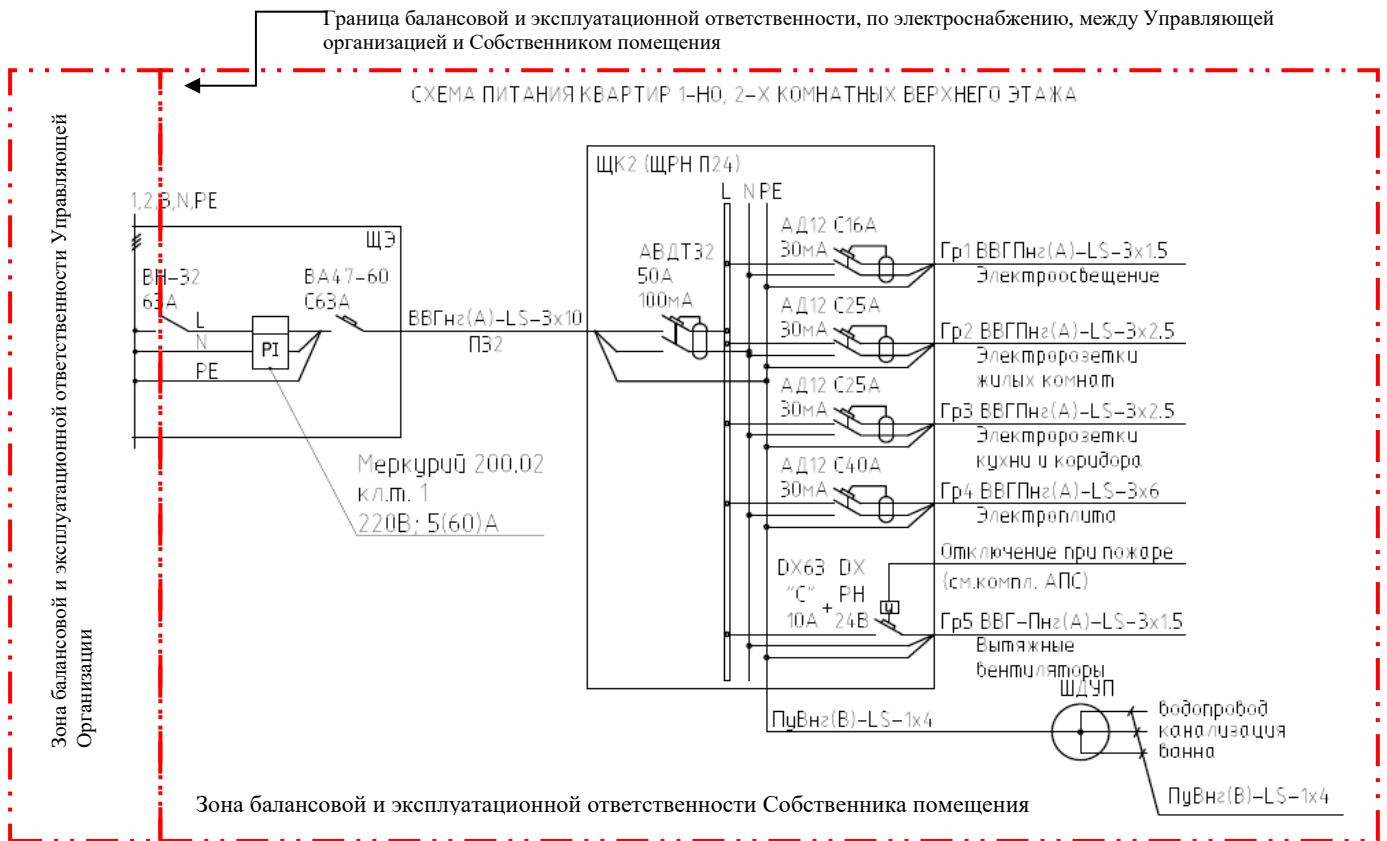 Граница балансовой и эксплуатационной ответственности, по электроснабжению, между Управляющей
организацией и Собственником помещения
СХЕМА ПИТАНИЯ КВАРТИР 1-НО, 2-Х КОМНАТНЫХ ВЕРХНЕГО ЭТАЖА
Зона балансовой и эксплуатационной ответственности Управляющей
Организации
1,2,3,N,PE
ЩЭ
ВН-32
63А
ВА47-60
С63А
L
N
PE
PI
ВВГнг(А)-LS-3х10
П32
Меркурий 200.02
кл.т. 1
220В; 5(60)А
ЩК2 (ЩРН П24)
L N PE
АВДТ32
50А
100мА
АД12 С16А
30мА
Гр1 ВВГПнг(А)-LS-3х1.5
Электроосвещение
АД12 С25А
30мА
Гр2 ВВГПнг(А)-LS-3х2.5
Электророзетки
жилых комнат
АД12 С25А
30мА
Гр3 ВВГПнг(А)-LS-3х2.5
Электророзетки
кухни и коридора
АД12 С40А
30мА
Гр4 ВВГПнг(А)-LS-3х6
Электроплита
Отключение при пожаре
(см.компл. АПС)
DX63 DX
"С" + РН
10А 24В
Ц
Гр5 ВВГ-Пнг(А)-LS-3х1.5
Вытяжные
вентиляторы
ШДУП
ПуВнг(В)-LS-1х4
водопровод
канализация
ванна
ПуВнг(В)-LS-1х4
Зона балансовой и эксплуатационной ответственности Собственника помещения